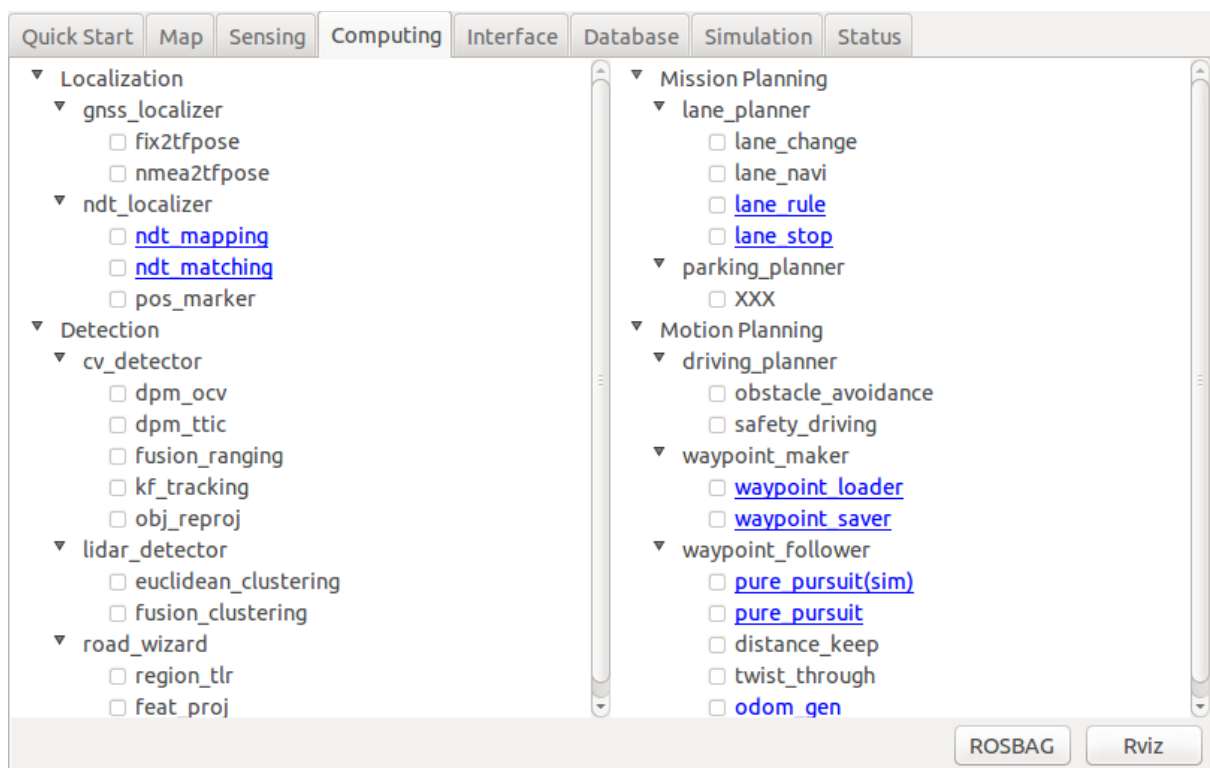 Quick Start Map Sensing Computing Interface Database Simulation Status
Localization
gnss_localizer
fix2tfpose
nmea2tfpose
ndt_localizer
ndt_mapping
ndt_matching
pos_marker
Detection
cv_detector
dpm_ocv
dpm_ttic
fusion_ranging
kf_tracking
obj_reproj
lidar_detector
euclidean_clustering
fusion_clustering
road_wizard
region_tlr
feat_proj
Mission Planning
lane_planner
lane_change
lane_navi
lane_rule
lane_stop
parking_planner
XXX
Motion Planning
driving_planner
obstacle_avoidance
safety_driving
waypoint_maker
waypoint_loader
waypoint_saver
waypoint_follower
pure_pursuit(sim)
pure_pursuit
distance_keep
twist_through
odom_gen
ROSBAG Rviz